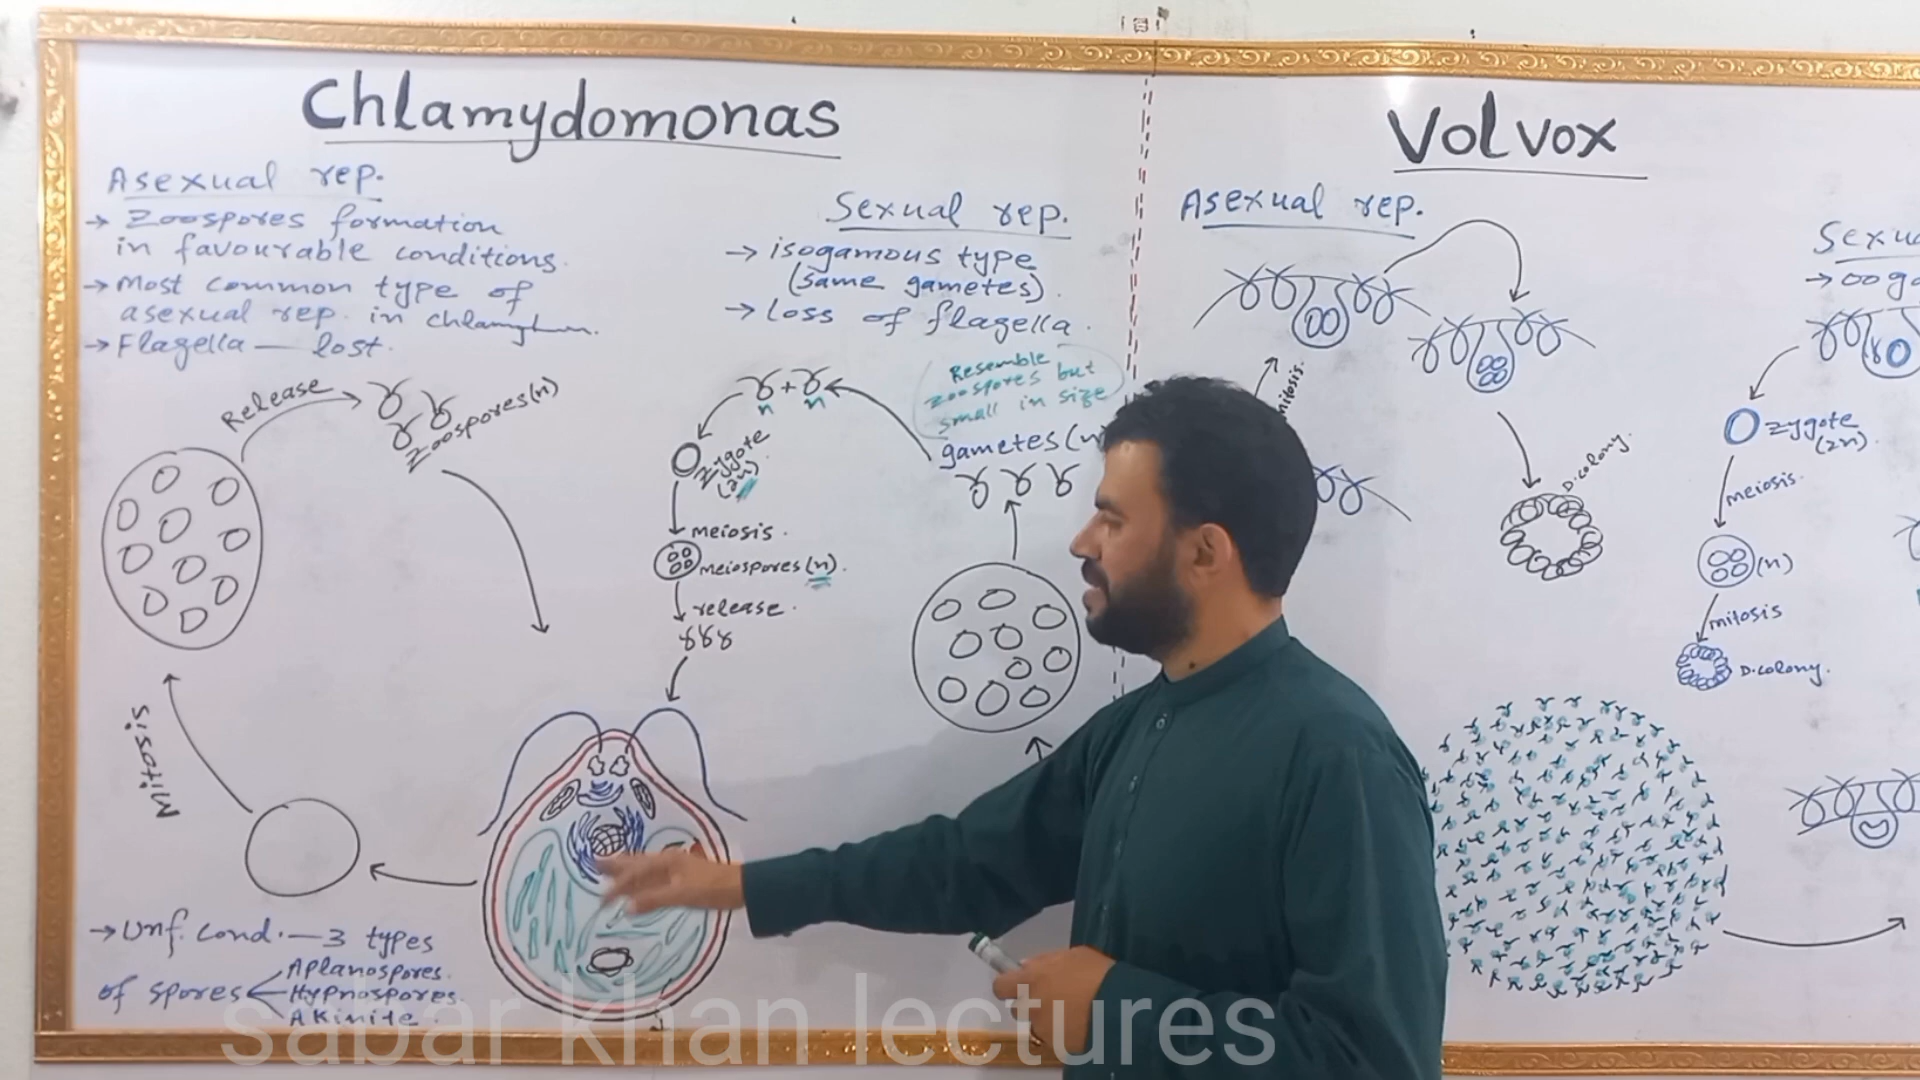 Chlamydomonas
Asexual rep.
→ Zoospores formation
in favourable conditions.
→ Most common type of
asexual rep. in
→ Flagella — lost.
Release
Zoospores(n)
Mitosis
→ Unf. Cond. — 3 types
of spores
Aplanospores.
Hypnospores.
Akinite.
Sexual rep.
→ isogamous type
(same gametes).
→ Loss of flagella.
Resemble
zoospores but
small in size
gametes(n
n
n
zygote
(2n)
meiosis.
meiospores(n).
release.
Volvox
Asexual rep.
mitosis.
D.colony.
Sexu
→ oog
zygote
(2n).
meiosis.
(n)
mitosis
D.colony.
sabar khan lectures